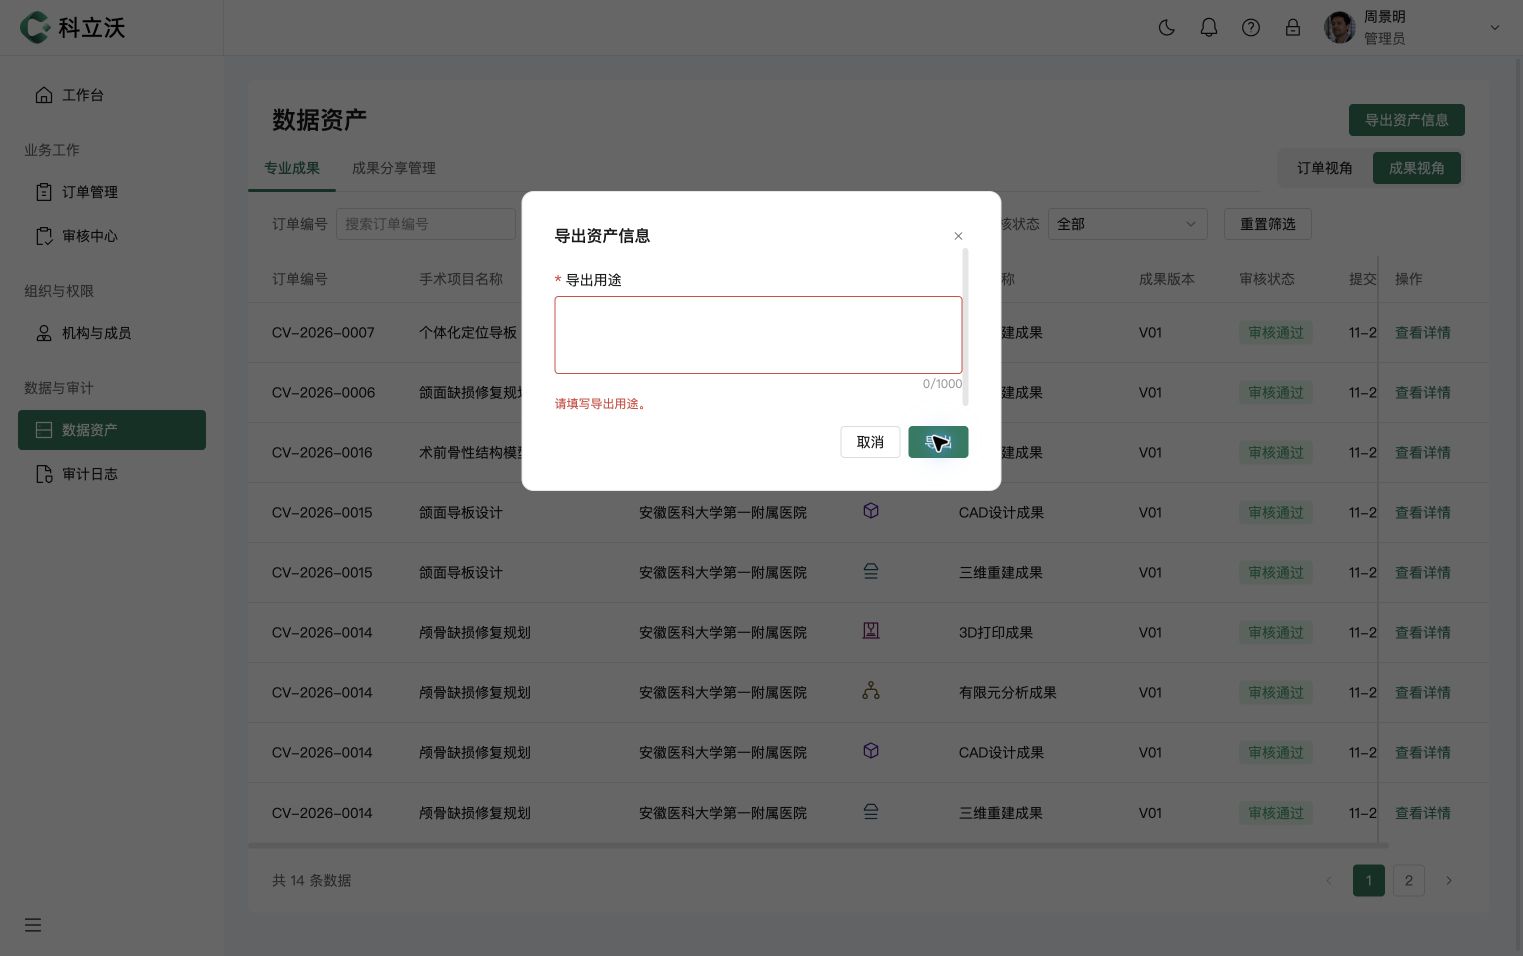 科立沃
周景明
管理员
工作台
业务工作
订单管理
审核中心
组织与权限
机构与成员
数据与审计
数据资产
审计日志
数据资产
导出资产信息
专业成果
成果分享管理
订单视角
成果视角
订单编号
搜索订单编号
核状态
全部
重置筛选
订单编号
手术项目名称
称
成果版本
审核状态
提交
操作
CV-2026-0007
个体化定位导板
建成果
V01
审核通过
11-2
查看详情
CV-2026-0006
颌面缺损修复规划
建成果
V01
审核通过
11-2
查看详情
CV-2026-0016
术前骨性结构模型
建成果
V01
审核通过
11-2
查看详情
CV-2026-0015
颌面导板设计
安徽医科大学第一附属医院
CAD设计成果
V01
审核通过
11-2
查看详情
CV-2026-0015
颌面导板设计
安徽医科大学第一附属医院
三维重建成果
V01
审核通过
11-2
查看详情
CV-2026-0014
颅骨缺损修复规划
安徽医科大学第一附属医院
3D打印成果
V01
审核通过
11-2
查看详情
CV-2026-0014
颅骨缺损修复规划
安徽医科大学第一附属医院
有限元分析成果
V01
审核通过
11-2
查看详情
CV-2026-0014
颅骨缺损修复规划
安徽医科大学第一附属医院
CAD设计成果
V01
审核通过
11-2
查看详情
CV-2026-0014
颅骨缺损修复规划
安徽医科大学第一附属医院
三维重建成果
V01
审核通过
11-2
查看详情
共 14 条数据
1
2
导出资产信息
* 导出用途
0/1000
请填写导出用途。
取消